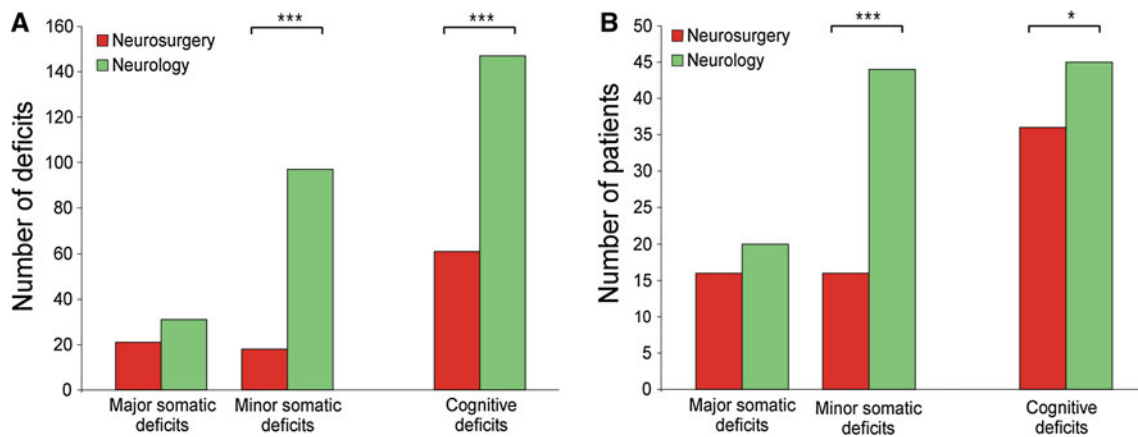 A
Number of deficits
160
140
120
100
80
60
40
20
0
Neurosurgery
Neurology
***
***
Major somatic
deficits
Minor somatic
deficits
Cognitive
deficits
B
Number of patients
50
45
40
35
30
25
20
15
10
5
0
Neurosurgery
Neurology
***
*
Major somatic
deficits
Minor somatic
deficits
Cognitive
deficits